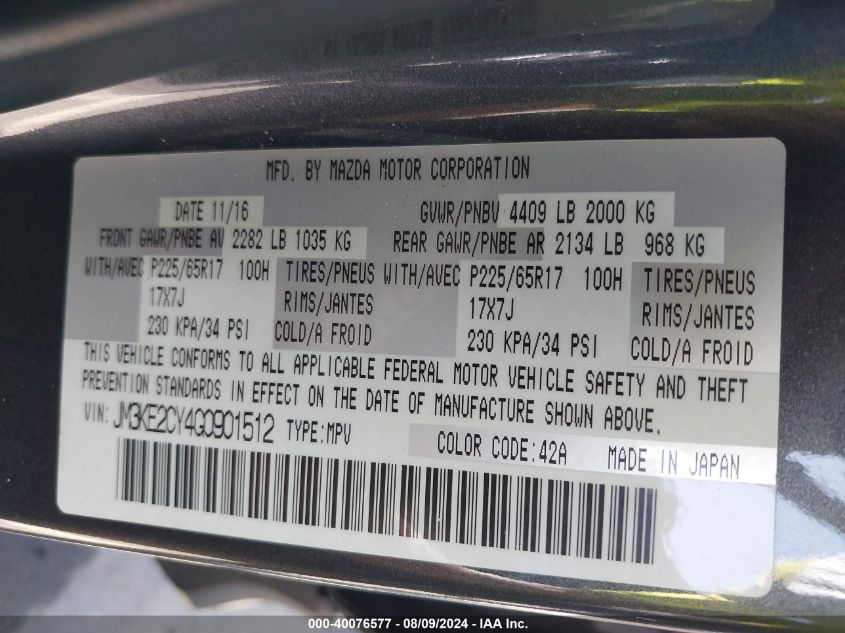 MFD. BY MAZDA MOTOR CORPORATION
DATE 11/16 GVWR/PNBV 4409 LB 2000 KG
FRONT GAWR/PNBE AV 2282 LB 1035 KG REAR GAWR/PNBE AR 2134 LB 968 KG
WITH/AVEC P225/65R17 100H TIRES/PNEUS WITH/AVEC P225/65R17 100H TIRES/PNEUS
17X7J RIMS/JANTES 17X7J RIMS/JANTES
230 KPA/34 PSI COLD/A FROID 230 KPA/34 PSI COLD/A FROID
THIS VEHICLE CONFORMS TO ALL APPLICABLE FEDERAL MOTOR VEHICLE SAFETY AND THEFT
PREVENTION STANDARDS IN EFFECT ON THE DATE OF MANUFACTURE SHOWN ABOVE.
VIN: JM3KE2CY4G0901512 TYPE:MPV COLOR CODE:42A MADE IN JAPAN
000-40076577 - 08/09/2024 - IAA Inc.